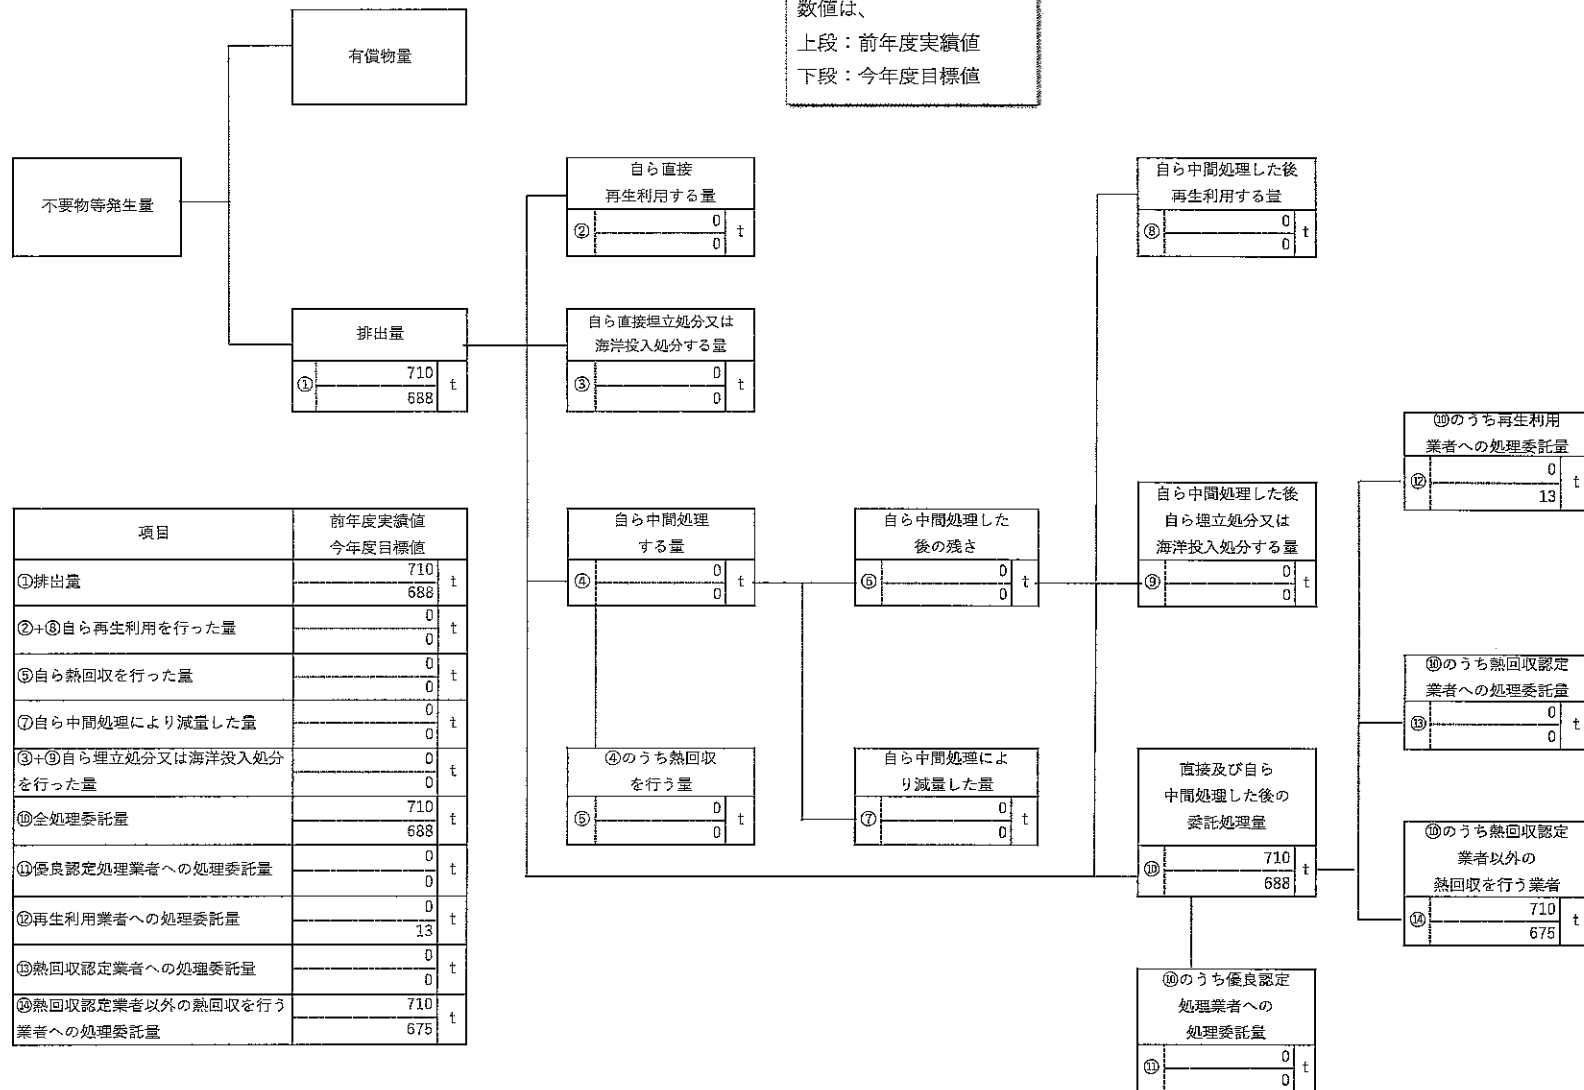 数値は、
上段：前年度実績値
下段：今年度目標値
有償物量
不要物等発生量
排出量
① 710 t
688
自ら直接
再生利用する量
② 0 t
0
自ら直接埋立処分又は
海洋投入処分する量
③ 0 t
0
自ら中間処理
する量
④ 0 t
0
④のうち熱回収
を行う量
⑤ 0 t
0
自ら中間処理した
後の残さ
⑥ 0 t
0
自ら中間処理によ
り減量した量
⑦ 0 t
0
自ら中間処理した後
再生利用する量
⑧ 0 t
0
自ら中間処理した後
自ら埋立処分又は
海洋投入処分する量
⑨ 0 t
0
直接及び自ら
中間処理した後の
委託処理量
⑩ 710 t
688
⑩のうち優良認定
処理業者への
処理委託量
⑪ 0 t
0
⑩のうち再生利用
業者への処理委託量
⑫ 0 t
13
⑩のうち熱回収認定
業者への処理委託量
⑬ 0 t
0
⑩のうち熱回収認定
業者以外の
熱回収を行う業者
⑭ 710 t
675
項目 前年度実績値
今年度目標値
①排出量 710 t
688
②+⑧自ら再生利用を行った量 0 t
0
⑤自ら熱回収を行った量 0 t
0
⑦自ら中間処理により減量した量 0 t
0
③+⑨自ら埋立処分又は海洋投入処分 0 t
を行った量 0
⑩全処理委託量 710 t
688
⑪優良認定処理業者への処理委託量 0 t
0
⑫再生利用業者への処理委託量 0 t
13
⑬熱回収認定業者への処理委託量 0 t
0
⑭熱回収認定業者以外の熱回収を行う 710 t
業者への処理委託量 675